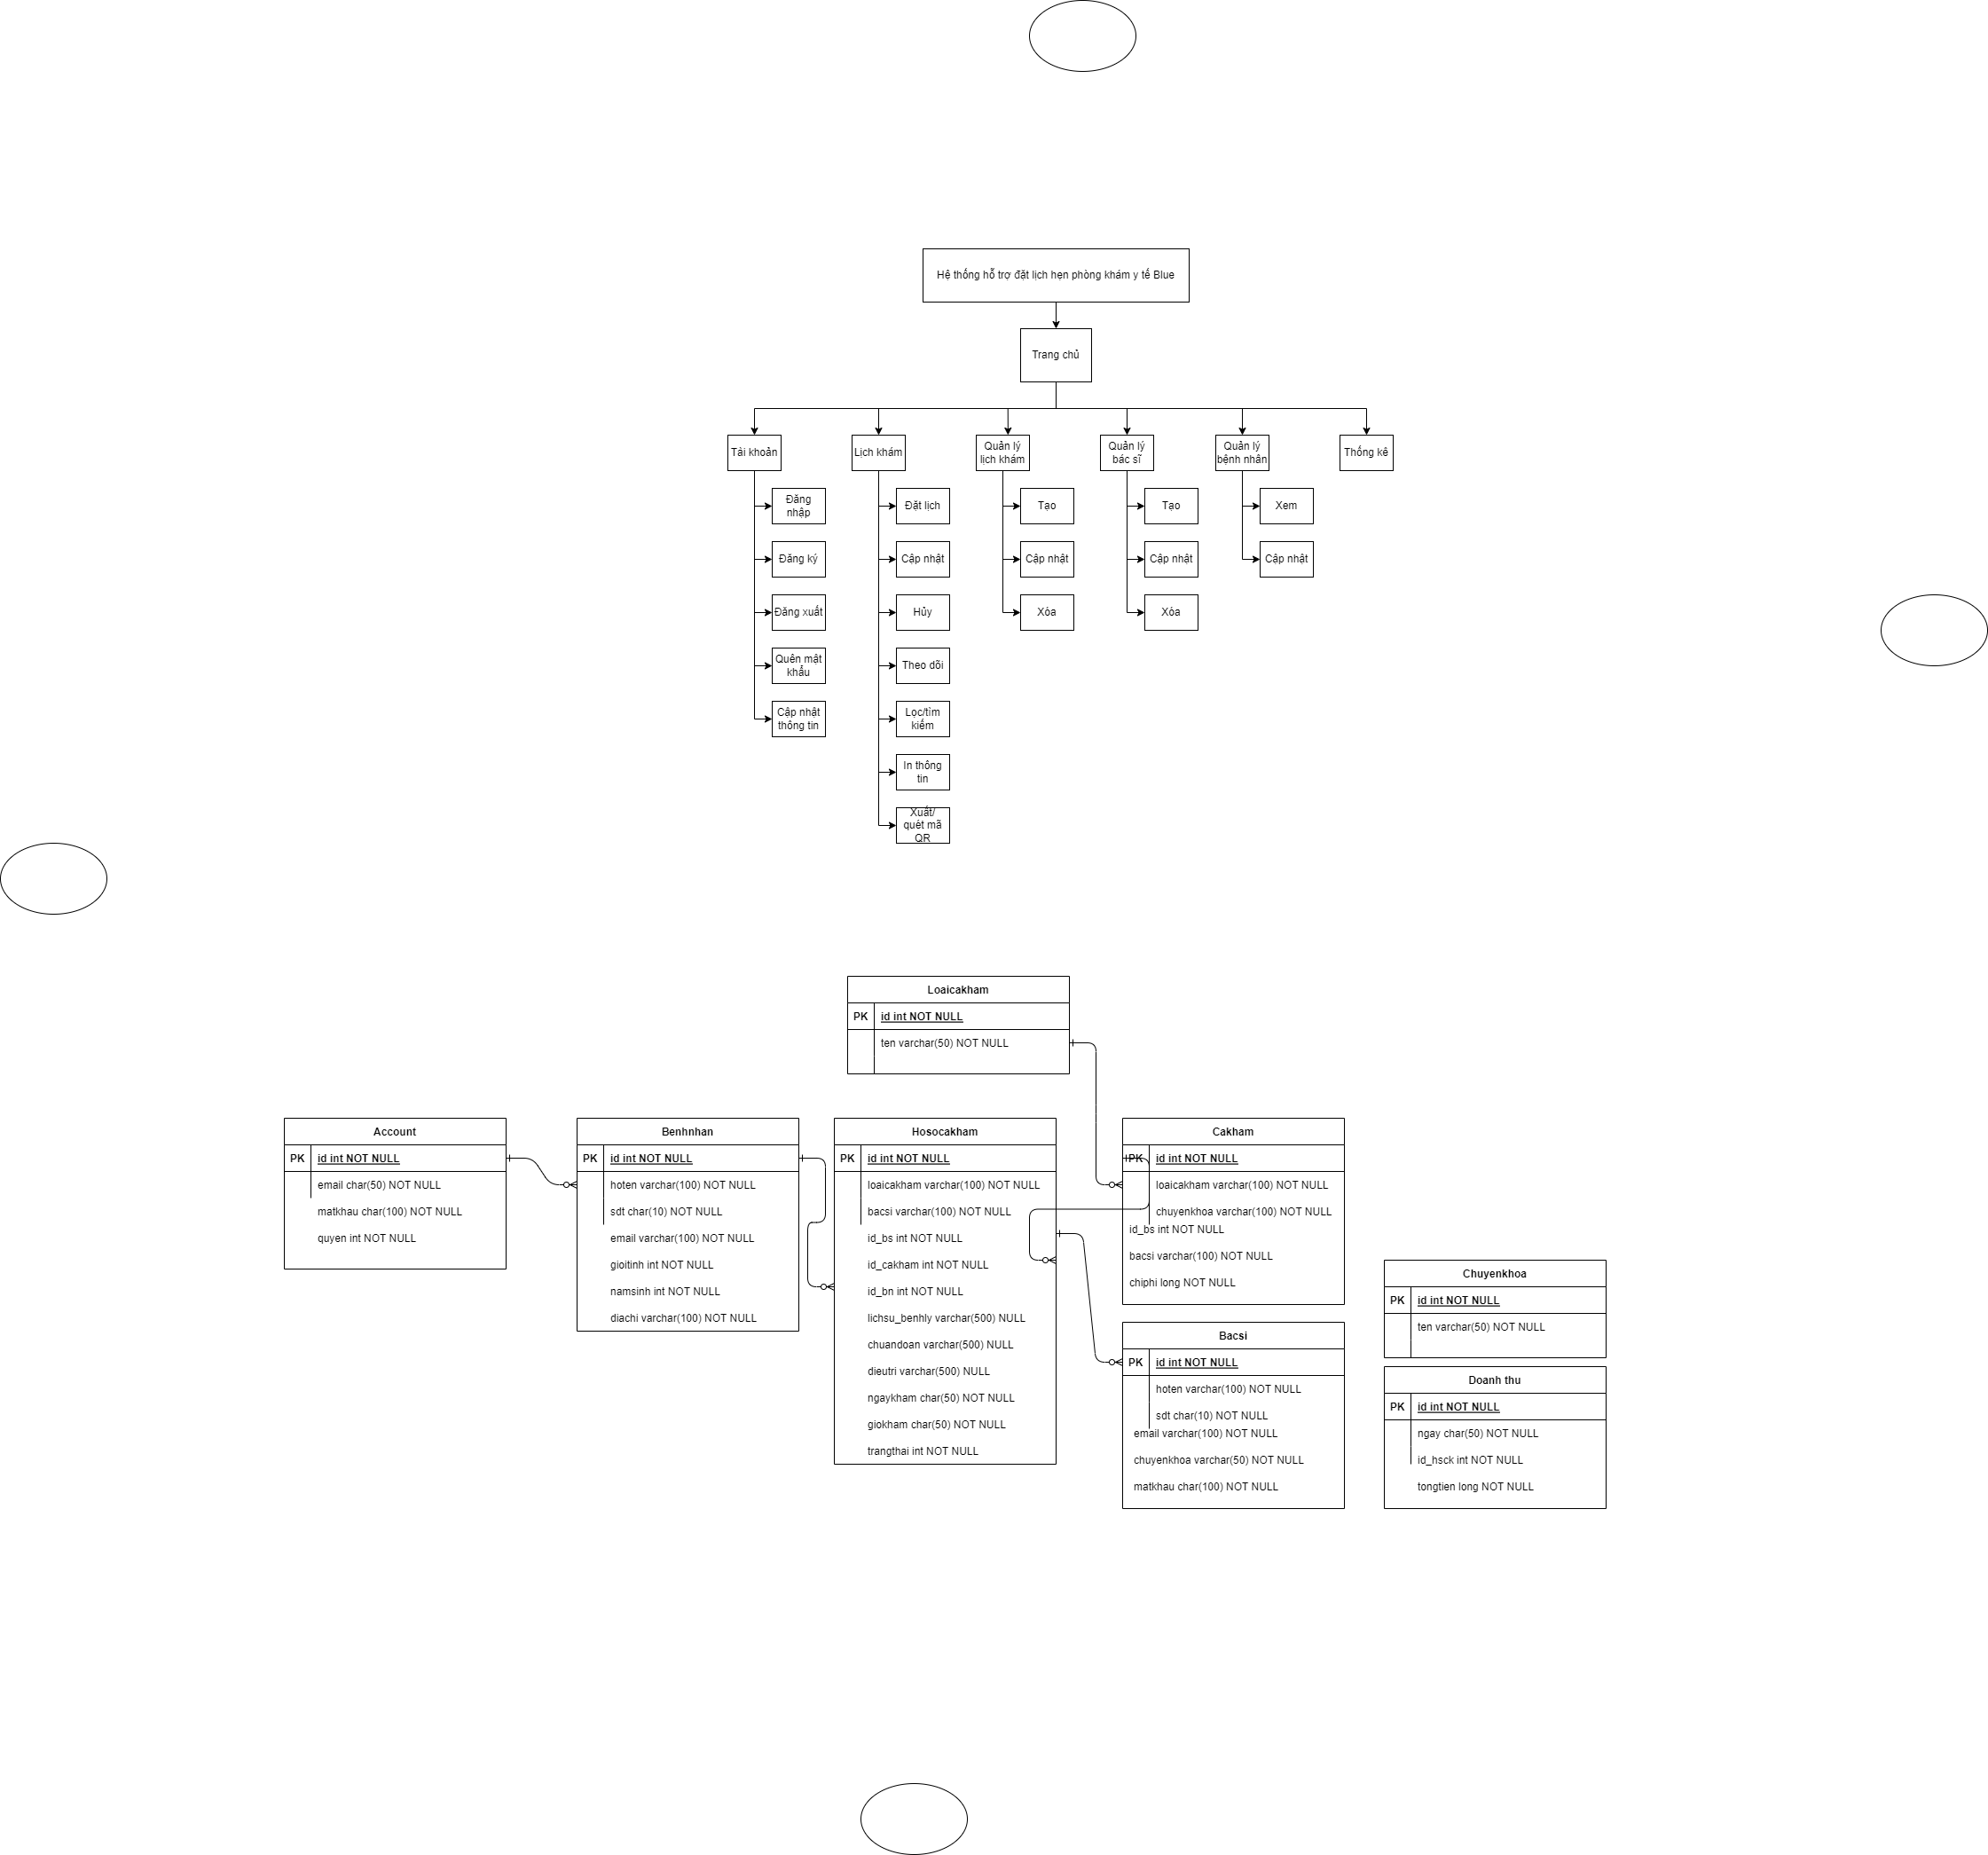 Hệ thống hỗ trợ đặt lịch hẹn phòng khám y tế Blue
Trang chủ
Tài khoản
Lịch khám
Quản lý
lịch khám
Quản lý
bác sĩ
Quản lý
bệnh nhân
Thống kê
Đăng
nhập
Đăng ký
Đăng xuất
Quên mật
khẩu
Cập nhật
thông tin
Đặt lịch
Cập nhật
Hủy
Theo dõi
Lọc/tìm
kiếm
In thông
tin
Xuất/
quét mã
QR
Tạo
Cập nhật
Xóa
Tạo
Cập nhật
Xóa
Xem
Cập nhật
Loaicakham
PK id int NOT NULL
ten varchar(50) NOT NULL
Account
PK id int NOT NULL
email char(50) NOT NULL
matkhau char(100) NOT NULL
quyen int NOT NULL
Benhnhan
PK id int NOT NULL
hoten varchar(100) NOT NULL
sdt char(10) NOT NULL
email varchar(100) NOT NULL
gioitinh int NOT NULL
namsinh int NOT NULL
diachi varchar(100) NOT NULL
Hosocakham
PK id int NOT NULL
loaicakham varchar(100) NOT NULL
bacsi varchar(100) NOT NULL
id_bs int NOT NULL
id_cakham int NOT NULL
id_bn int NOT NULL
lichsu_benhly varchar(500) NULL
chuandoan varchar(500) NULL
dieutri varchar(500) NULL
ngaykham char(50) NOT NULL
giokham char(50) NOT NULL
trangthai int NOT NULL
Cakham
PK id int NOT NULL
loaicakham varchar(100) NOT NULL
chuyenkhoa varchar(100) NOT NULL
id_bs int NOT NULL
bacsi varchar(100) NOT NULL
chiphi long NOT NULL
Bacsi
PK id int NOT NULL
hoten varchar(100) NOT NULL
sdt char(10) NOT NULL
email varchar(100) NOT NULL
chuyenkhoa varchar(50) NOT NULL
matkhau char(100) NOT NULL
Chuyenkhoa
PK id int NOT NULL
ten varchar(50) NOT NULL
Doanh thu
PK id int NOT NULL
ngay char(50) NOT NULL
id_hsck int NOT NULL
tongtien long NOT NULL